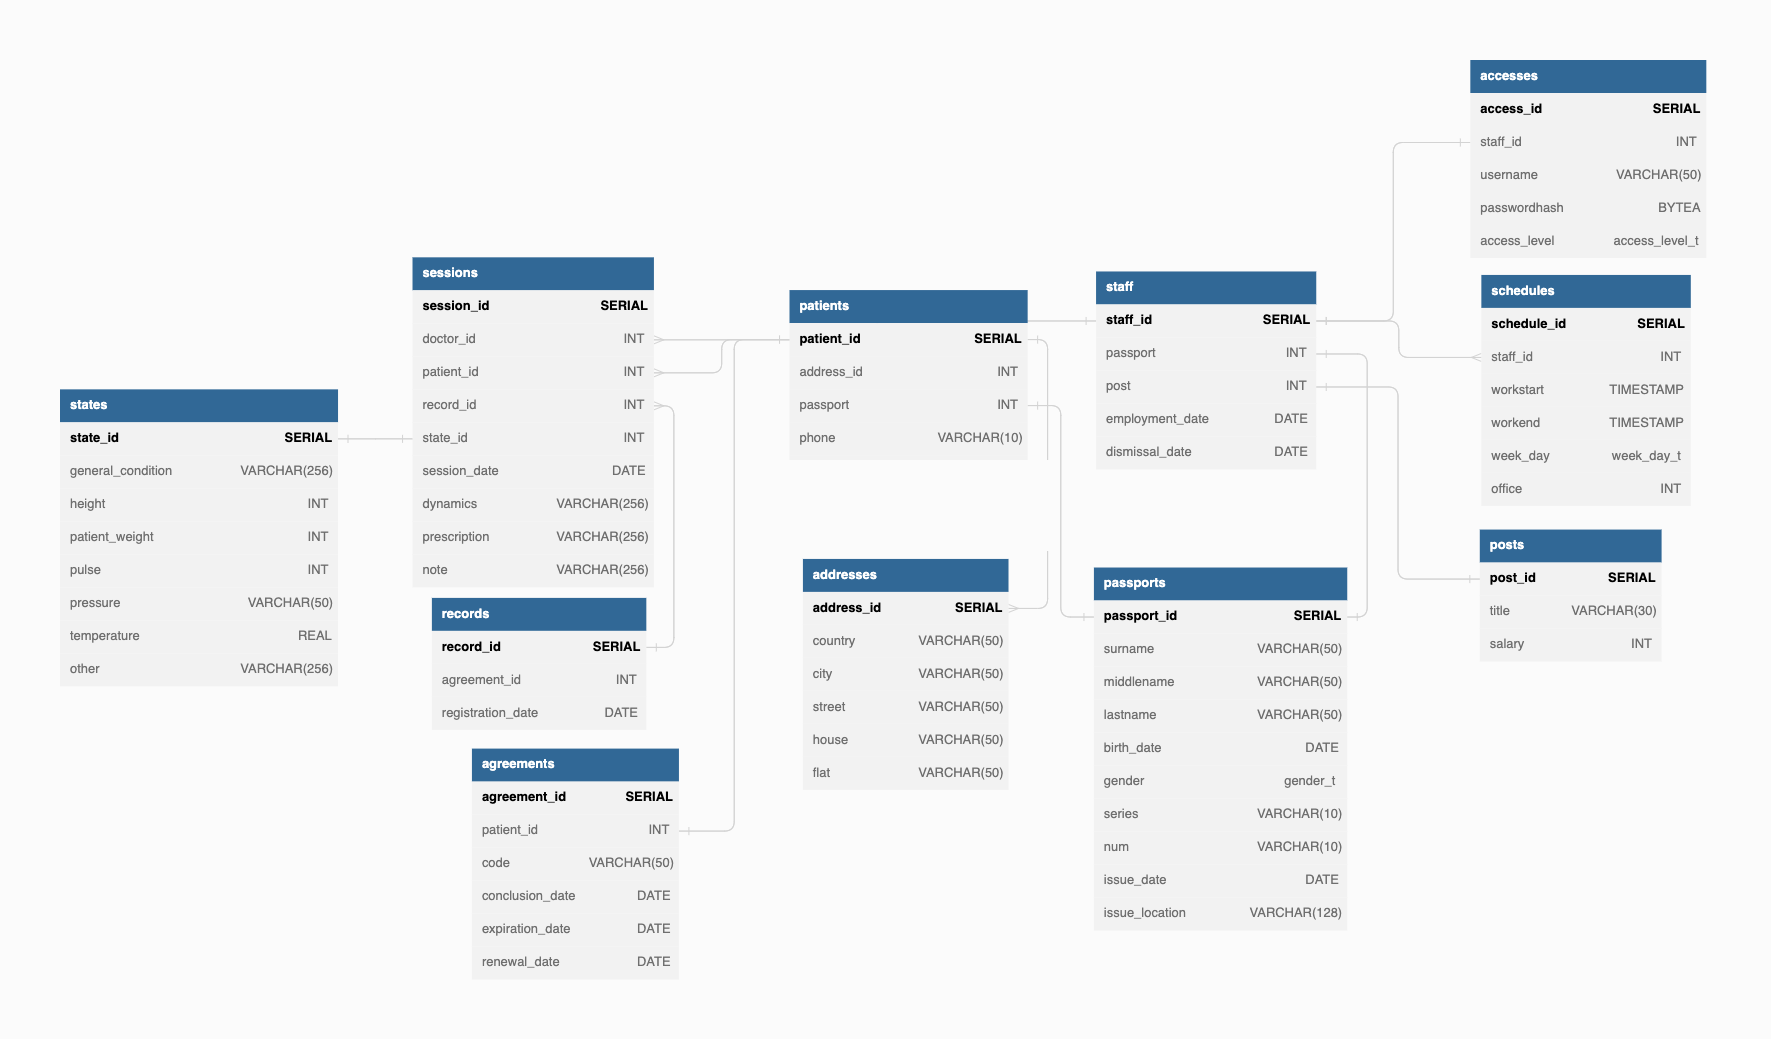 accesses
access_id SERIAL
staff_id INT
username VARCHAR(50)
passwordhash BYTEA
access_level access_level_t
sessions
session_id SERIAL
doctor_id INT
patient_id INT
record_id INT
state_id INT
session_date DATE
dynamics VARCHAR(256)
prescription VARCHAR(256)
note VARCHAR(256)
patients
patient_id SERIAL
address_id INT
passport INT
phone VARCHAR(10)
staff
staff_id SERIAL
passport INT
post INT
employment_date DATE
dismissal_date DATE
schedules
schedule_id SERIAL
staff_id INT
workstart TIMESTAMP
workend TIMESTAMP
week_day week_day_t
office INT
states
state_id SERIAL
general_condition VARCHAR(256)
height INT
patient_weight INT
pulse INT
pressure VARCHAR(50)
temperature REAL
other VARCHAR(256)
records
record_id SERIAL
agreement_id INT
registration_date DATE
addresses
address_id SERIAL
country VARCHAR(50)
city VARCHAR(50)
street VARCHAR(50)
house VARCHAR(50)
flat VARCHAR(50)
passports
passport_id SERIAL
surname VARCHAR(50)
middlename VARCHAR(50)
lastname VARCHAR(50)
birth_date DATE
gender gender_t
series VARCHAR(10)
num VARCHAR(10)
issue_date DATE
issue_location VARCHAR(128)
posts
post_id SERIAL
title VARCHAR(30)
salary INT
agreements
agreement_id SERIAL
patient_id INT
code VARCHAR(50)
conclusion_date DATE
expiration_date DATE
renewal_date DATE